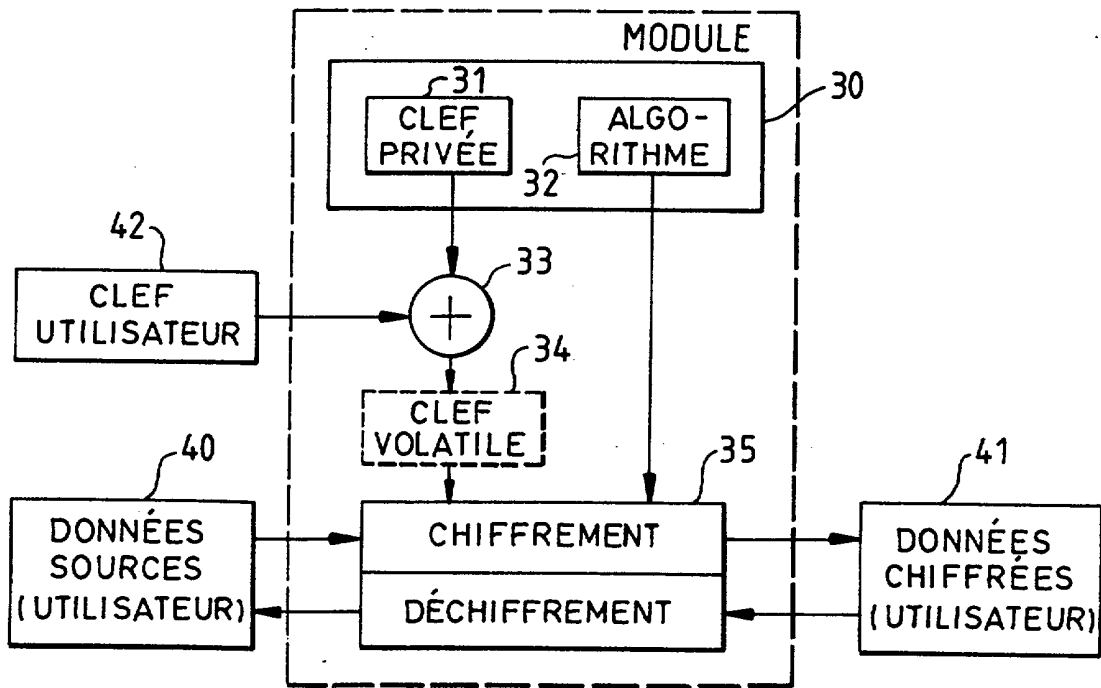 MODULE
31
30
CLEF
PRIVÉE
ALGO-
RITHME
32
42
33
CLEF
UTILISATEUR
34
CLEF
VOLATILE
40
35
41
DONNÉES
SOURCES
(UTILISATEUR)
CHIFFREMENT
DÉCHIFFREMENT
DONNÉES
CHIFFRÉES
(UTILISATEUR)